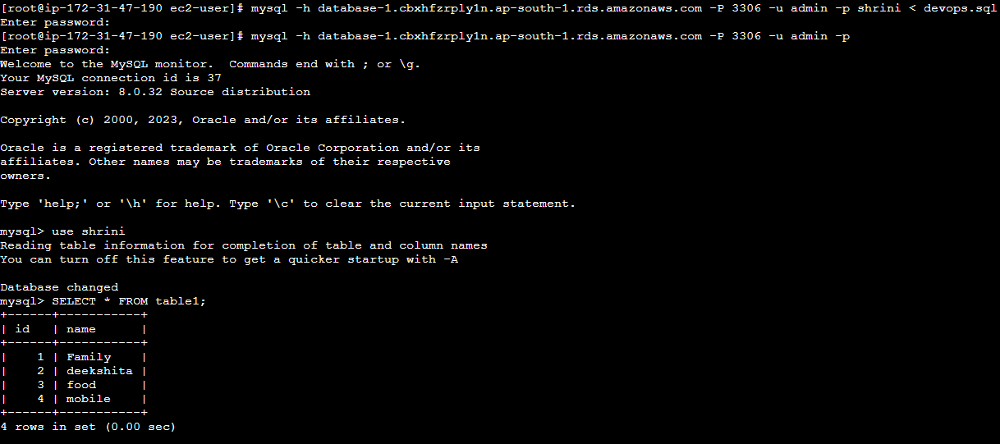 [root@ip-172-31-47-190 ec2-user]# mysql -h database-1.cbxhfzrply1n.ap-south-1.rds.amazonaws.com -P 3306 -u admin -p shrini < devops.sql
Enter password:
[root@ip-172-31-47-190 ec2-user]# mysql -h database-1.cbxhfzrply1n.ap-south-1.rds.amazonaws.com -P 3306 -u admin -p
Enter password:
Welcome to the MySQL monitor.  Commands end with ; or \g.
Your MySQL connection id is 37
Server version: 8.0.32 Source distribution

Copyright (c) 2000, 2023, Oracle and/or its affiliates.

Oracle is a registered trademark of Oracle Corporation and/or its
affiliates. Other names may be trademarks of their respective
owners.

Type 'help;' or '\h' for help. Type '\c' to clear the current input statement.

mysql> use shrini
Reading table information for completion of table and column names
You can turn off this feature to get a quicker startup with -A

Database changed
mysql> SELECT * FROM table1;
+------+-----------+
| id   | name      |
+------+-----------+
|    1 | Family    |
|    2 | deekshita |
|    3 | food      |
|    4 | mobile    |
+------+-----------+
4 rows in set (0.00 sec)